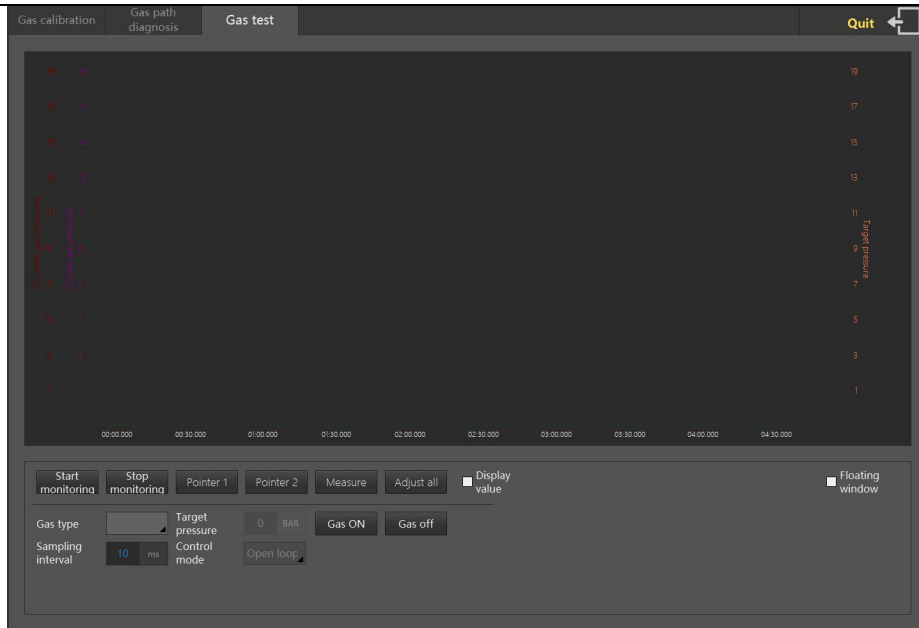 Gas calibration
Gas path
diagnosis
Gas test
Quit
19
17
15
13
11
9
7
5
3
1
Target pressure
00:00.000 00:30.000 01:00.000 01:30.000 02:00.000 02:30.000 03:00.000 03:30.000 04:00.000 04:30.000
Start
monitoring
Stop
monitoring
Pointer 1
Pointer 2
Measure
Adjust all
Display
value
Floating
window
Gas type
Target
pressure
0 BAR
Gas ON
Gas off
Sampling
interval
10 ms
Control
mode
Open loop